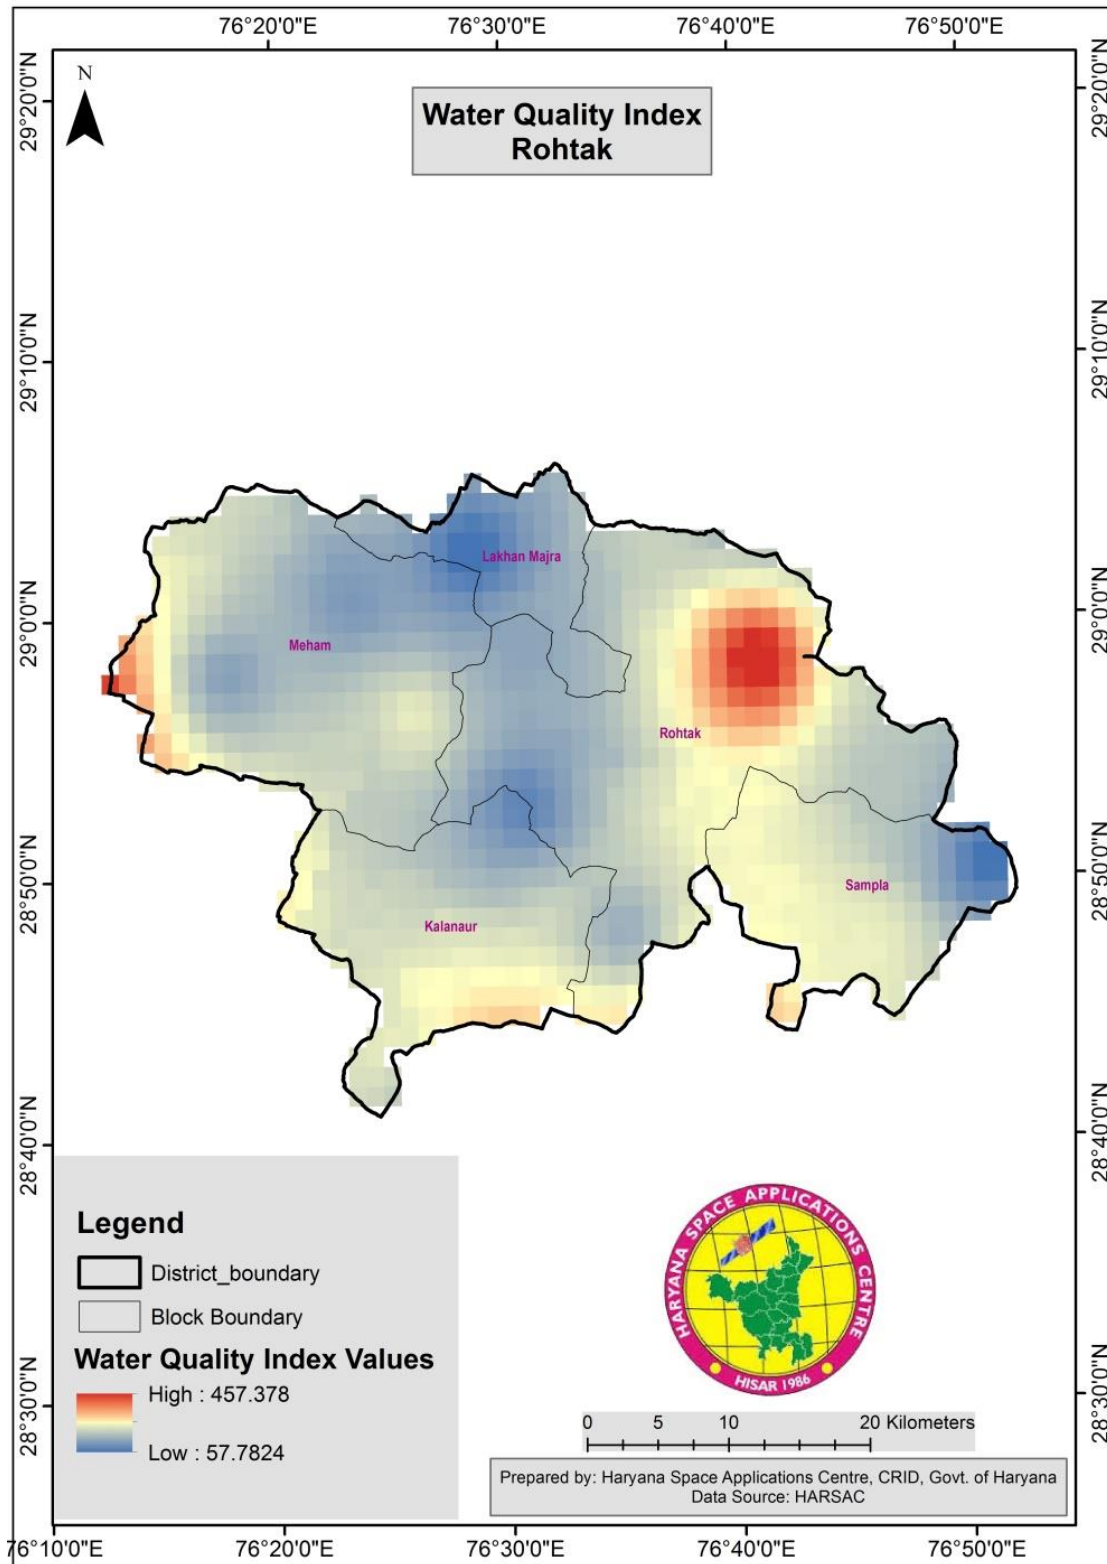 76°20'0"E 76°30'0"E 76°40'0"E 76°50'0"E
N
Water Quality Index
Rohtak
29°20'0"N 29°20'0"N
29°10'0"N 29°10'0"N
Lakhan Majra
29°0'0"N 29°0'0"N
Meham
Rohtak
28°50'0"N 28°50'0"N
Sampla
Kalanaur
28°40'0"N 28°40'0"N
Legend
District_boundary
Block Boundary
Water Quality Index Values
High : 457.378
Low : 57.7824
HARYANA SPACE APPLICATIONS CENTRE
HISAR 1986
28°30'0"N 28°30'0"N
0 5 10 20 Kilometers
Prepared by: Haryana Space Applications Centre, CRID, Govt. of Haryana
Data Source: HARSAC
76°10'0"E 76°20'0"E 76°30'0"E 76°40'0"E 76°50'0"E